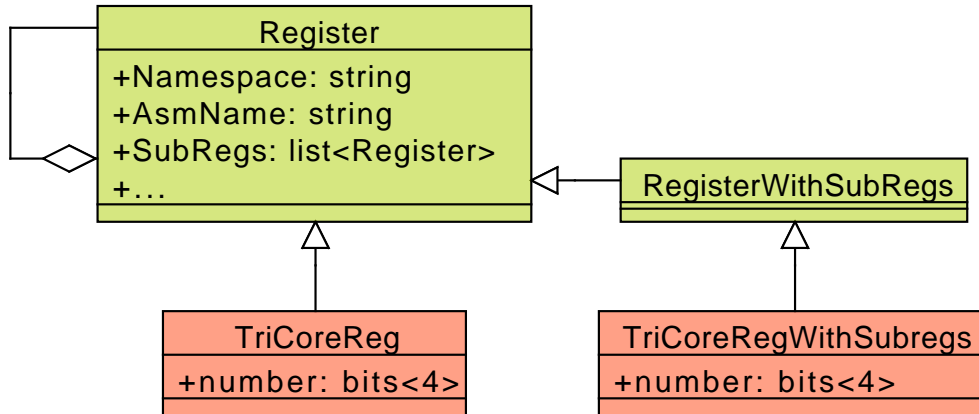 Register
+Namespace: string
+AsmName: string
+SubRegs: list<Register>
+...
RegisterWithSubRegs
TriCoreReg
+number: bits<4>
TriCoreRegWithSubregs
+number: bits<4>